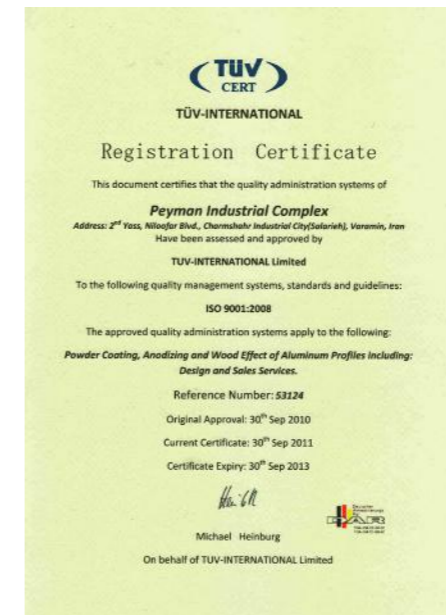 TÜV
CERT
TÜV-INTERNATIONAL
Registration Certificate
This document certifies that the quality administration systems of
Peyman Industrial Complex
Address: 2nd Yass, Niloofar Blvd., Charmshahr Industrial City(Salarieh), Varamin, Iran
Have been assessed and approved by
TUV-INTERNATIONAL Limited
To the following quality management systems, standards and guidelines:
ISO 9001:2008
The approved quality administration systems apply to the following:
Powder Coating, Anodizing and Wood Effect of Aluminum Profiles including:
Design and Sales Services.
Reference Number: 53124
Original Approval: 30th Sep 2010
Current Certificate: 30th Sep 2011
Certificate Expiry: 30th Sep 2013
DAR
Michael Heinburg
On behalf of TUV-INTERNATIONAL Limited